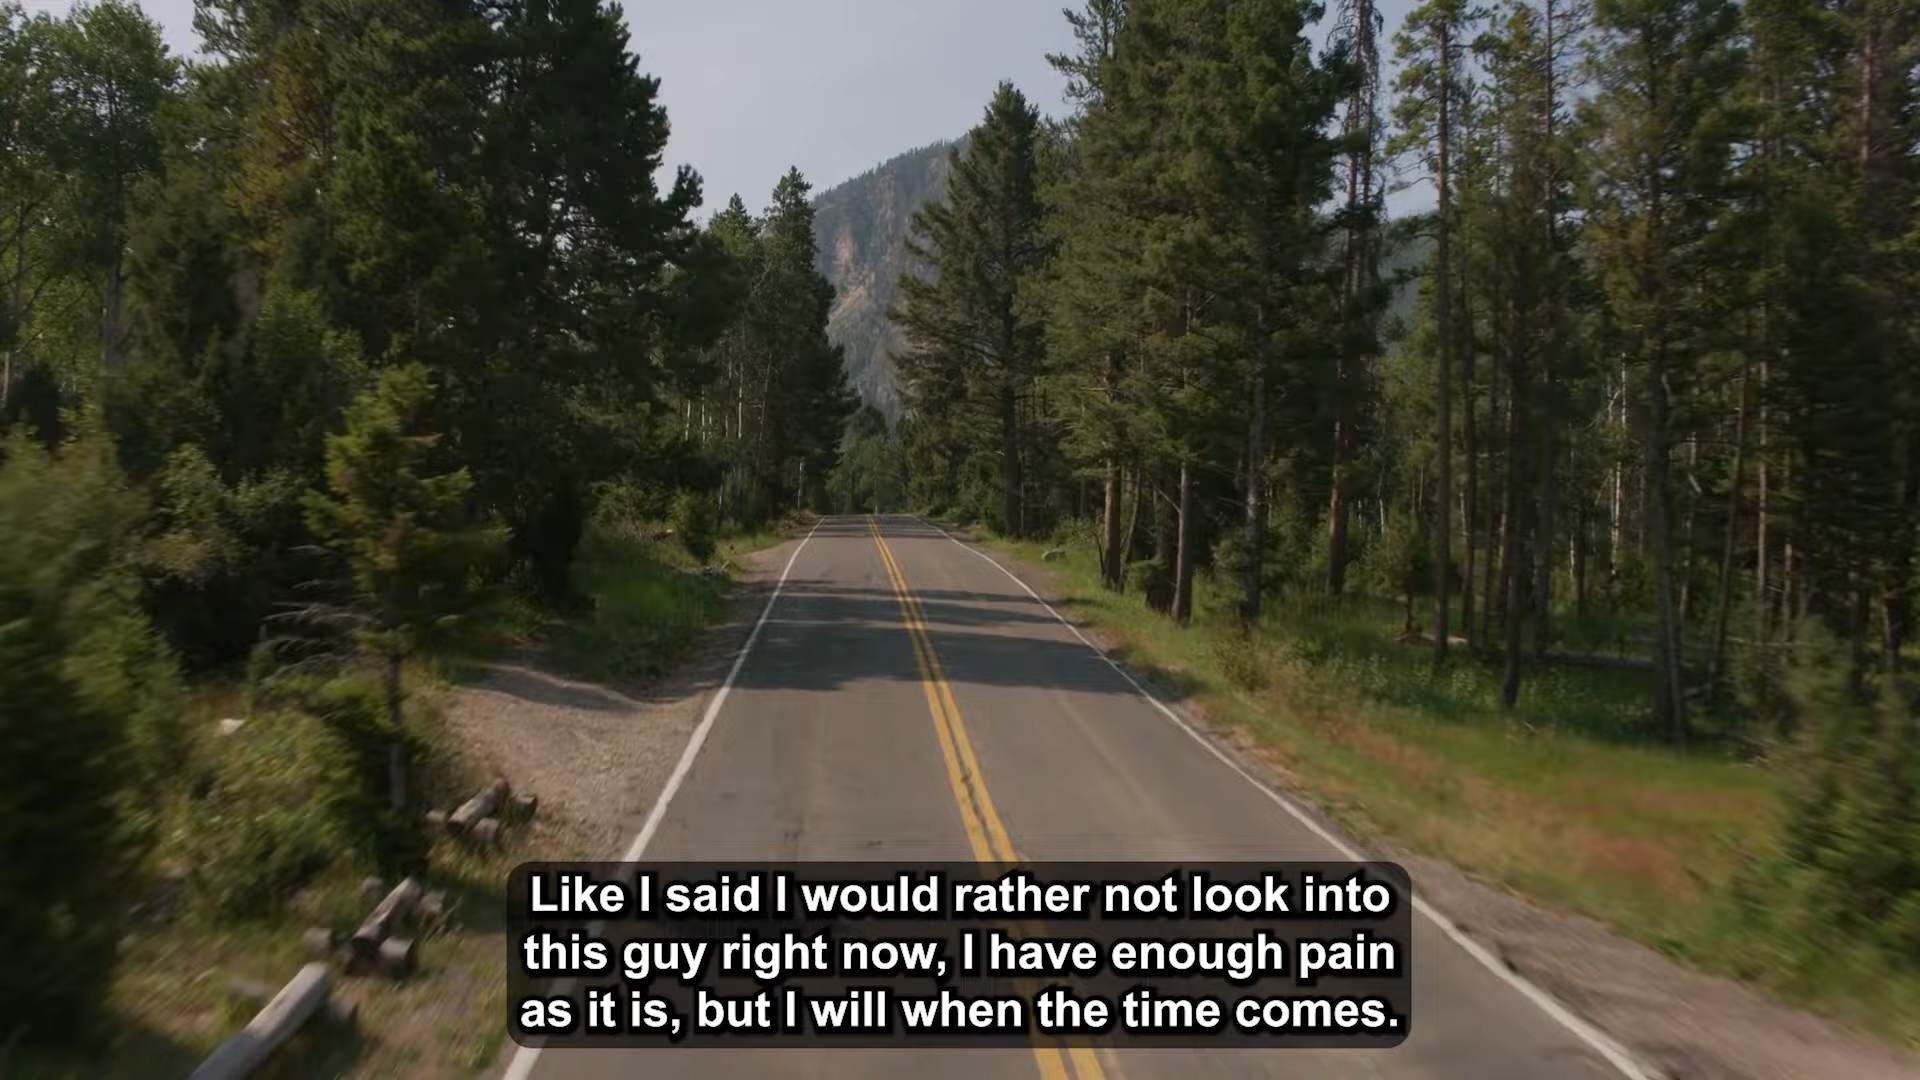 Like I said I would rather not look into
this guy right now, I have enough pain
as it is, but I will when the time comes.